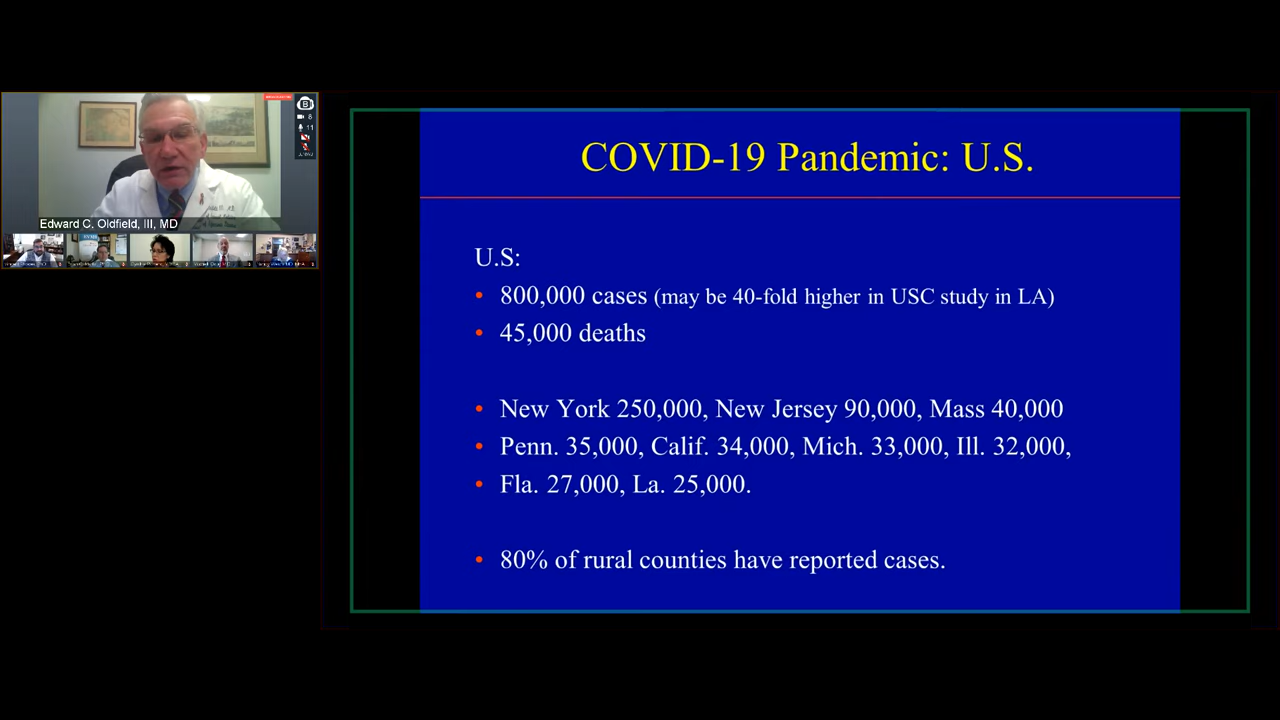 Edward C. Oldfield, III, MD
8
11
COVID-19 Pandemic: U.S.
U.S:
• 800,000 cases (may be 40-fold higher in USC study in LA)
• 45,000 deaths
• New York 250,000, New Jersey 90,000, Mass 40,000
• Penn. 35,000, Calif. 34,000, Mich. 33,000, Ill. 32,000,
• Fla. 27,000, La. 25,000.
• 80% of rural counties have reported cases.